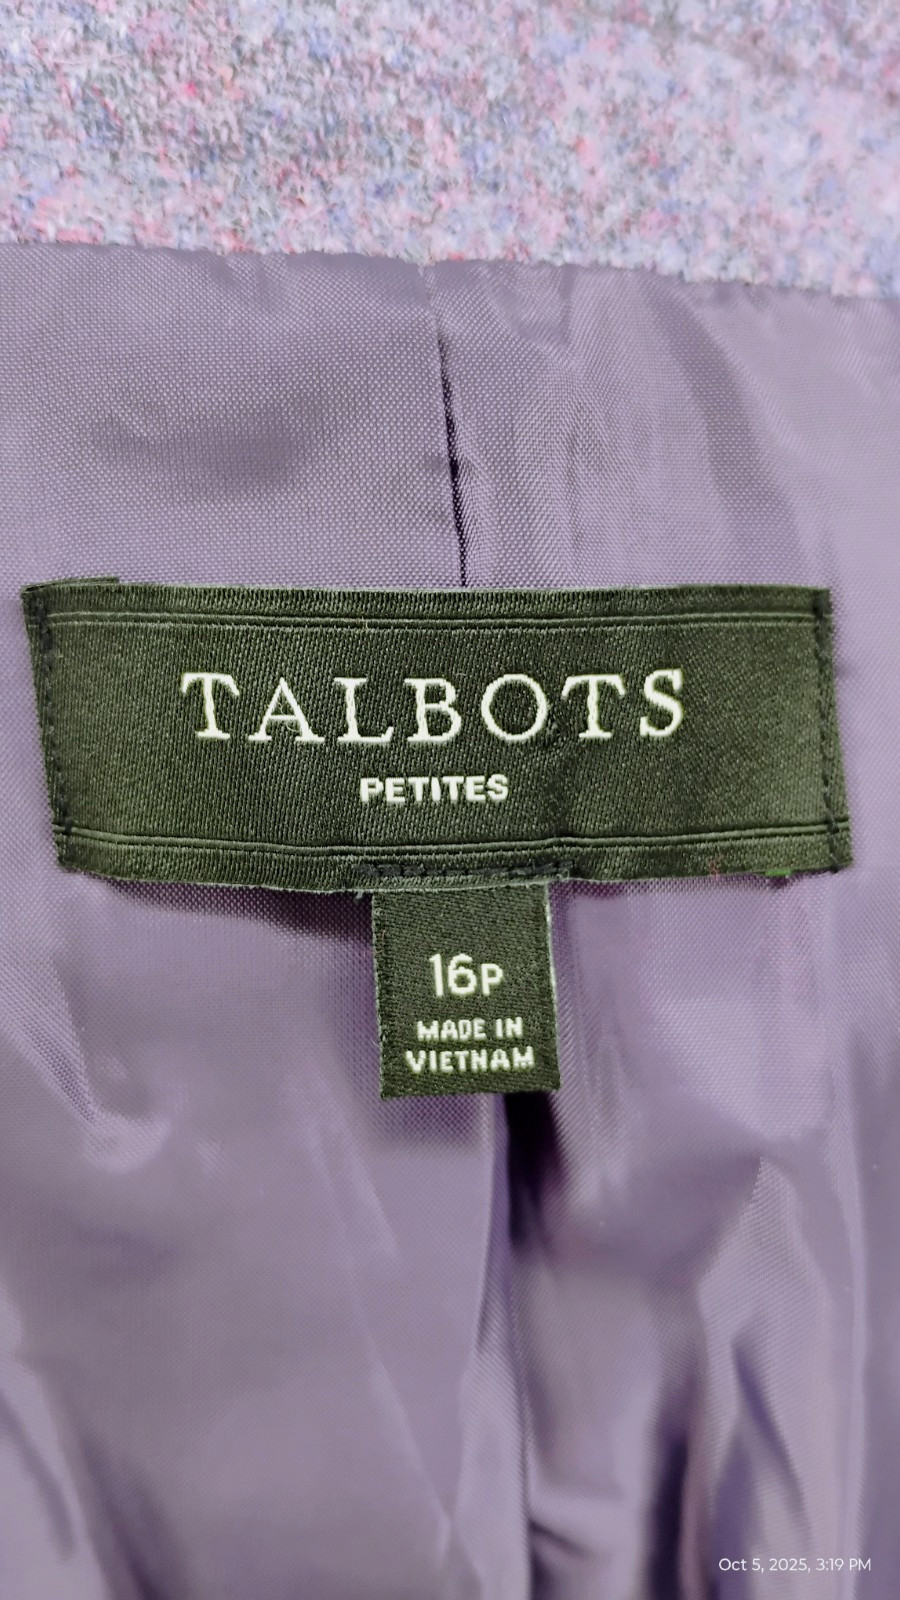 TALBOTS
PETITES
16P
MADE IN
VIETNAM
Oct 5, 2025, 3:19 PM